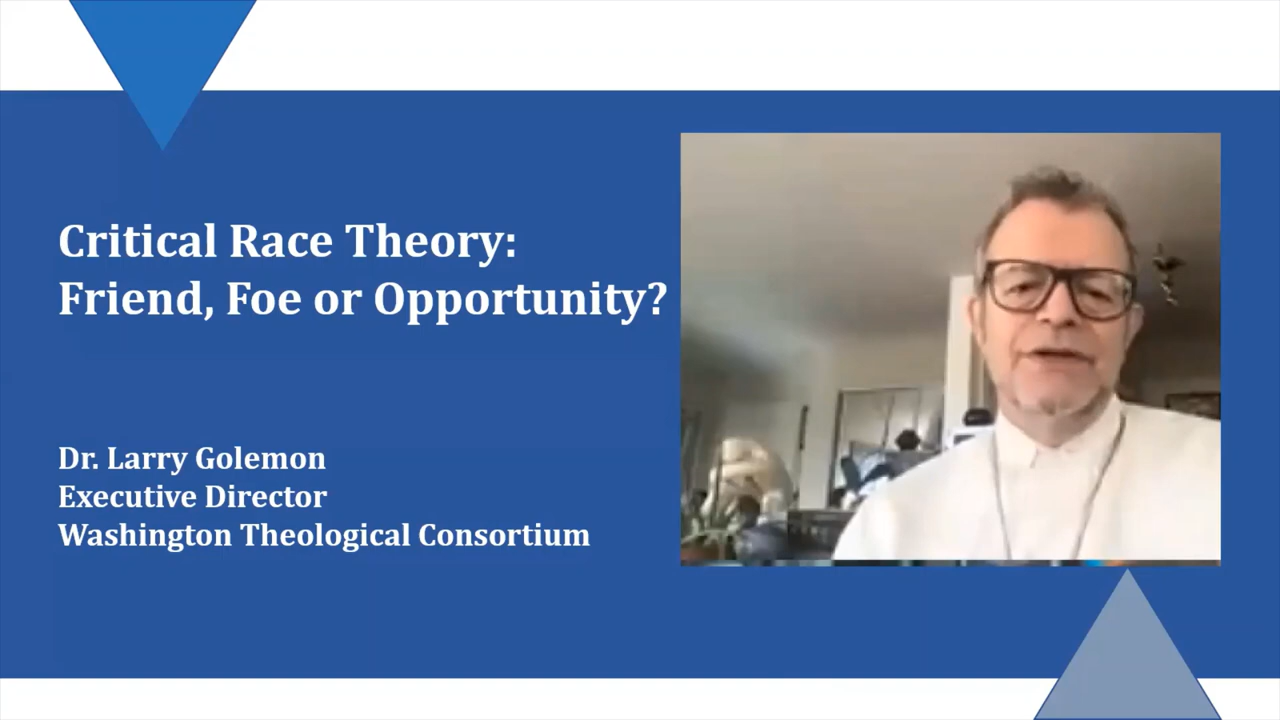 Critical Race Theory:
Friend, Foe or Opportunity?
Dr. Larry Golemon
Executive Director
Washington Theological Consortium